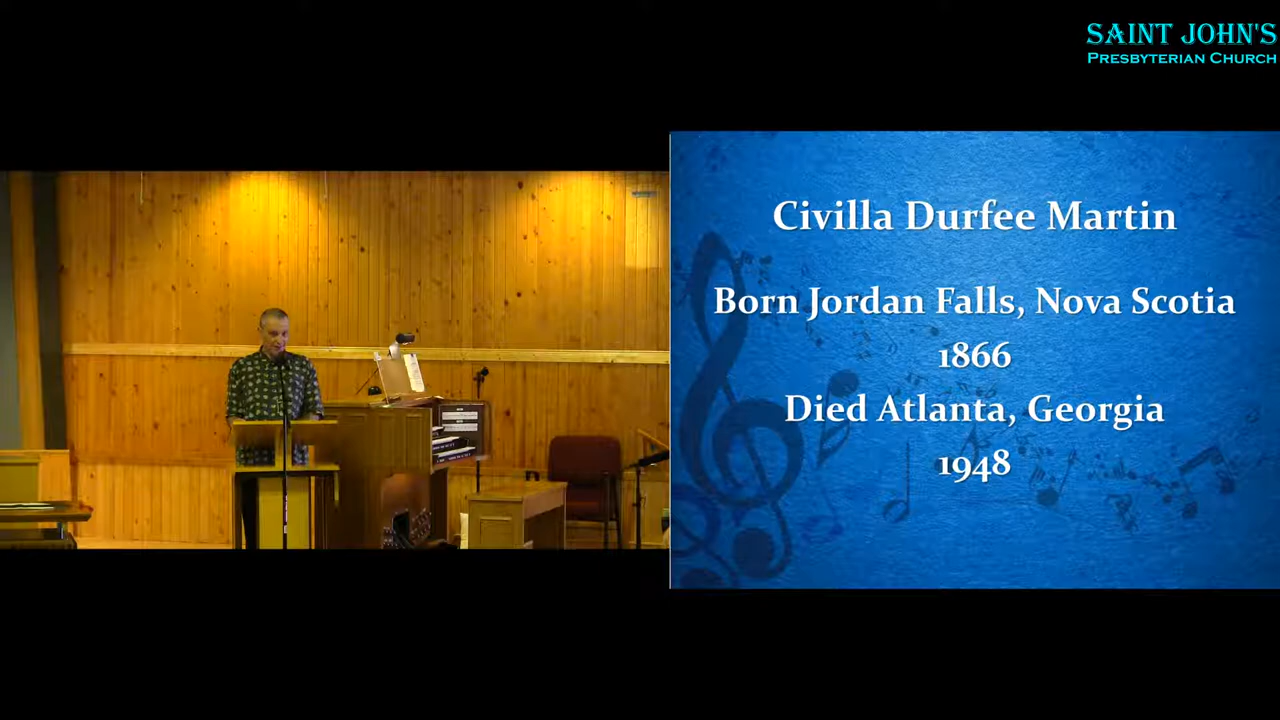 SAINT JOHN'S
PRESBYTERIAN CHURCH
Civilla Durfee Martin
Born Jordan Falls, Nova Scotia
1866
Died Atlanta, Georgia
1948